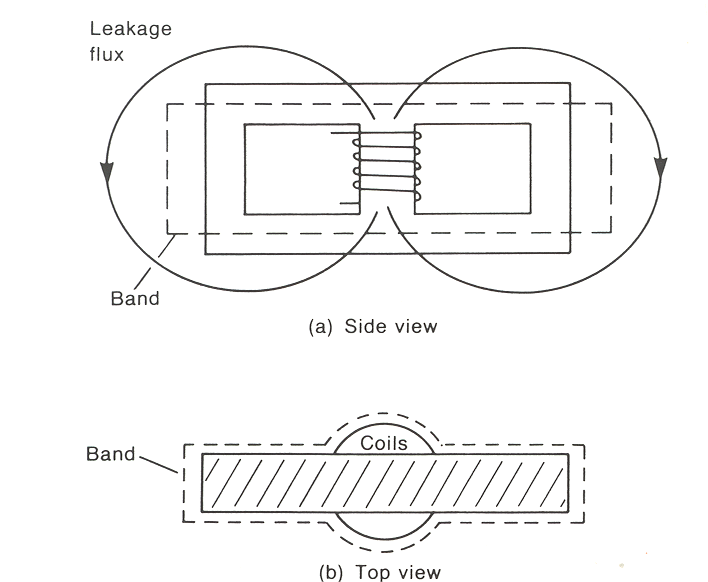 Leakage
flux
Band
(a) Side view
Band
Coils
(b) Top view